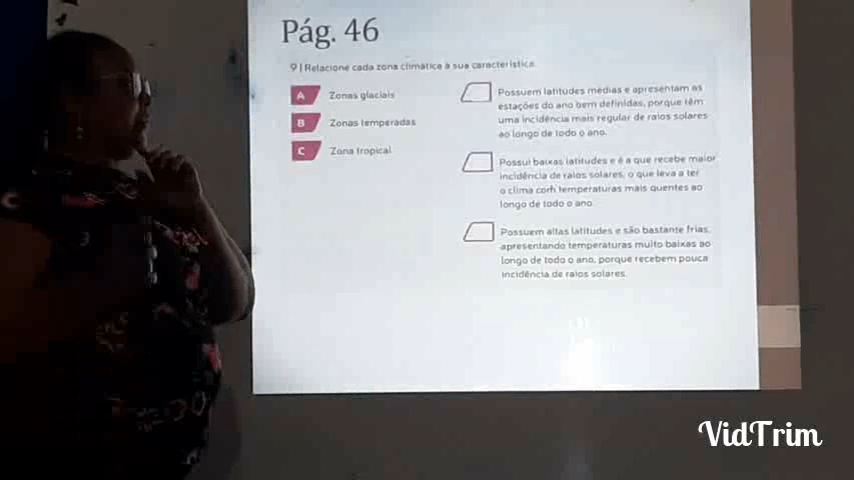 Pág. 46
9 | Relacione cada zona climática à sua característica.
A Zonas glaciais
B Zonas temperadas
C Zona tropical
Possuem latitudes médias e apresentam as
estações do ano bem definidas, porque têm
uma incidência mais regular de raios solares
ao longo de todo o ano.
Possui baixas latitudes e é a que recebe maior
incidência de raios solares, o que leva a ter
o clima com temperaturas mais quentes ao
longo de todo o ano.
Possuem altas latitudes e são bastante frias,
apresentando temperaturas muito baixas ao
longo de todo o ano, porque recebem pouca
incidência de raios solares.
VidTrim